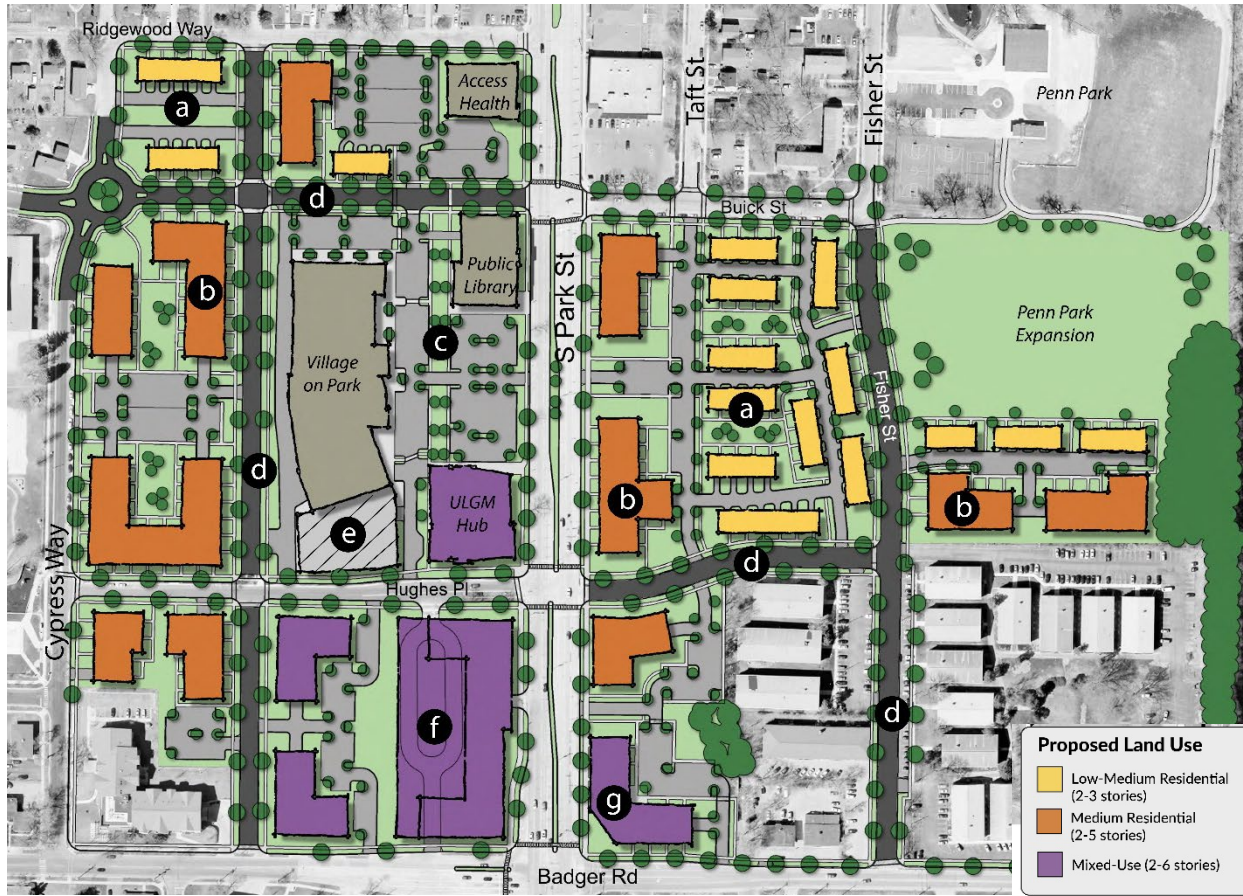 Ridgewood Way
Taft St
Fisher St
Penn Park
Access
Health
a
d
Buick St
b
Public
Library
S Park St
Penn Park
Expansion
c
Village
on Park
a
Fisher St
d
b
ULGM
Hub
b
e
d
Hughes Pl
Cypress Way
f
d
g
Badger Rd
Proposed Land Use
Low-Medium Residential
(2-3 stories)
Medium Residential
(2-5 stories)
Mixed-Use (2-6 stories)